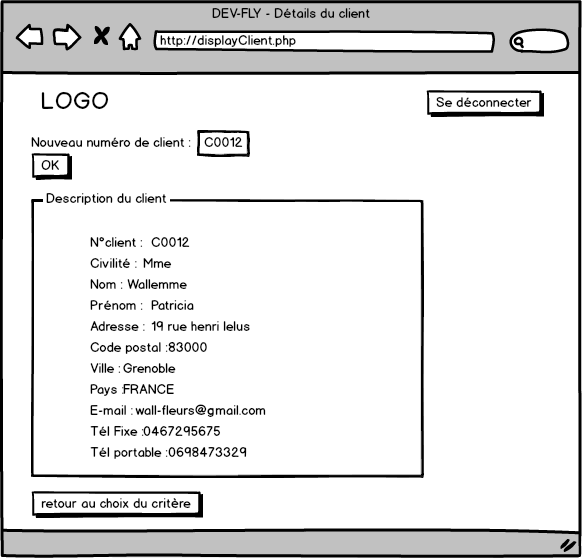 DEV-FLY - Détails du client
http://displayClient.php
LOGO
Se déconnecter
Nouveau numéro de client : C0012
OK
Description du client
N°client : C0012
Civilité : Mme
Nom : Wallemme
Prénom : Patricia
Adresse : 19 rue henri lelus
Code postal :83000
Ville : Grenoble
Pays :FRANCE
E-mail : wall-fleurs@gmail.com
Tél Fixe :0467295675
Tél portable :0698473329
retour au choix du critère